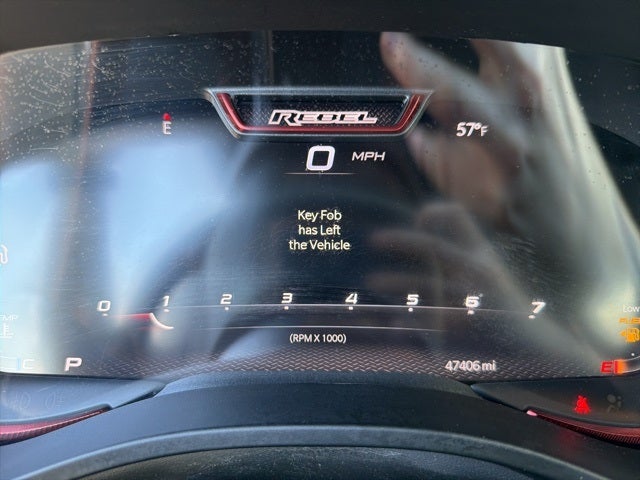 REBEL
E
57°F
0 MPH
Key Fob
has Left
the Vehicle
0 1 2 3 4 5 6 7
(RPM X 1000)
Low
C P
47406 mi
E